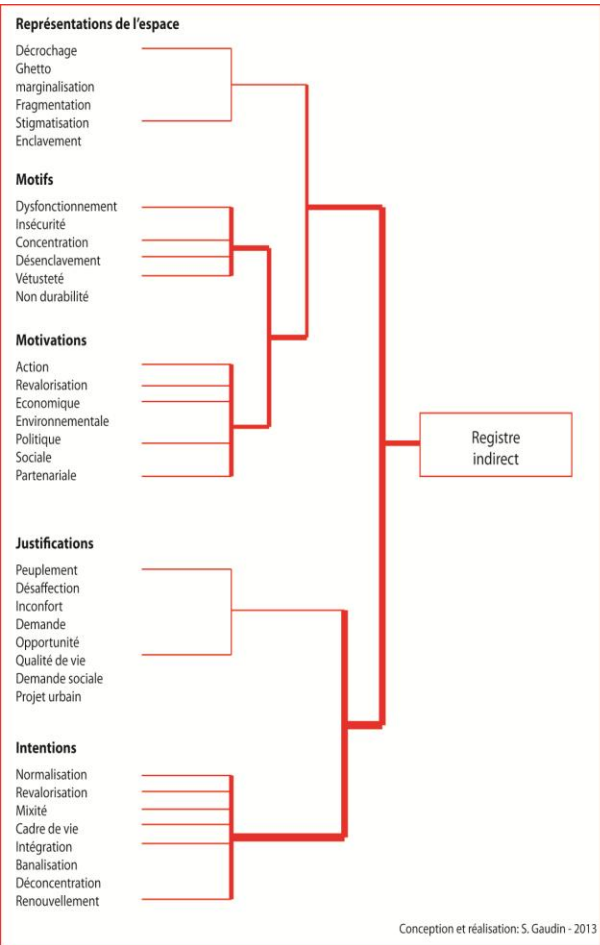 Représentations de l'espace
Décrochage
Ghetto
marginalisation
Fragmentation
Stigmatisation
Enclavement
Motifs
Dysfonctionnement
Insécurité
Concentration
Désenclavement
Vétusteté
Non durabilité
Motivations
Action
Revalorisation
Economique
Environnementale
Politique
Sociale
Partenariale
Registre
indirect
Justifications
Peuplement
Désaffection
Inconfort
Demande
Opportunité
Qualité de vie
Demande sociale
Projet urbain
Intentions
Normalisation
Revalorisation
Mixité
Cadre de vie
Intégration
Banalisation
Déconcentration
Renouvellement
Conception et réalisation: S. Gaudin - 2013